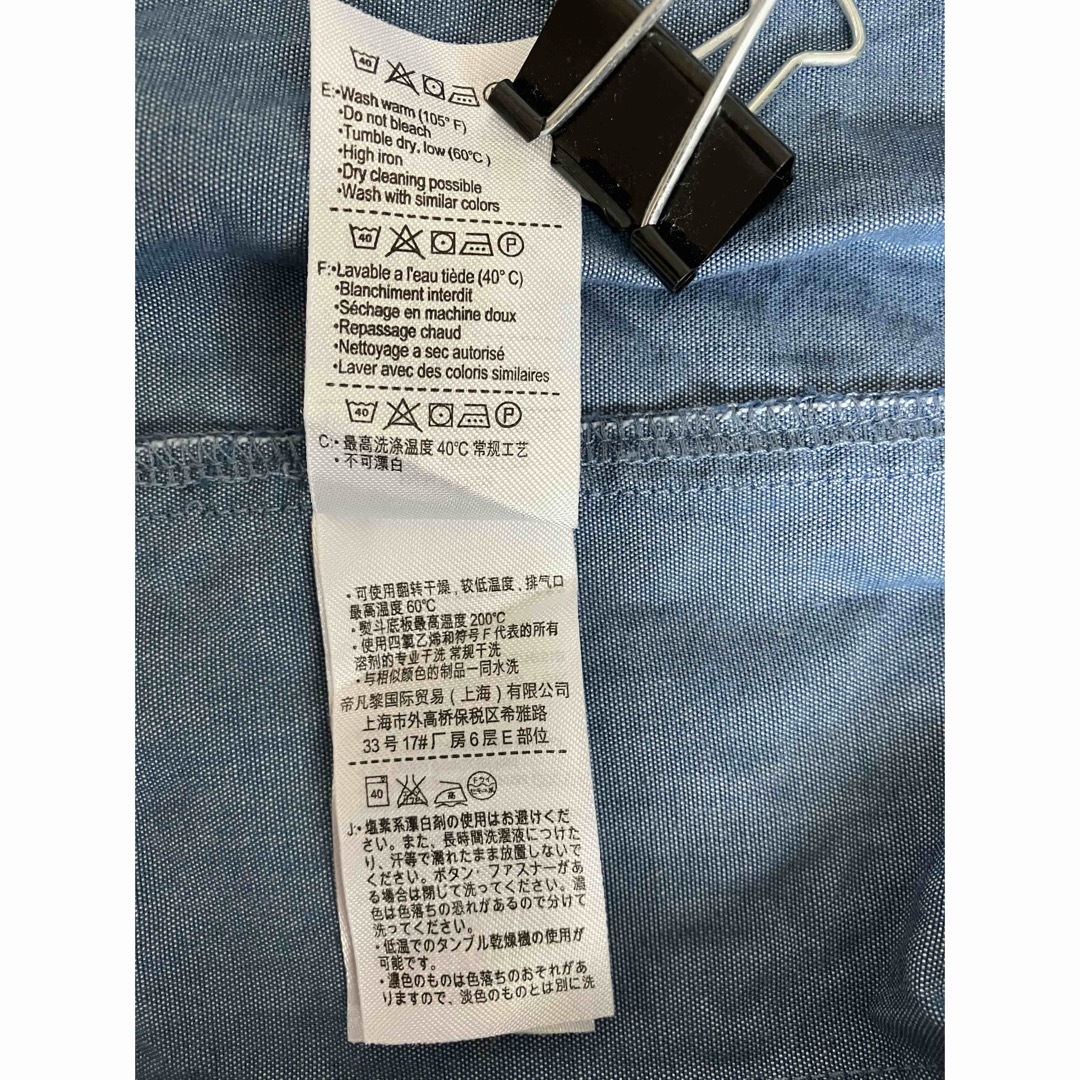 40
E:•Wash warm (105° F)
•Do not bleach
•Tumble dry, low (60°C)
•High iron
•Dry cleaning possible
•Wash with similar colors
40 P
F:•Lavable a l'eau tiède (40° C)
•Blanchiment interdit
•Séchage en machine doux
•Repassage chaud
•Nettoyage a sec autorisé
•Laver avec des coloris similaires
40 P
C:• 最高洗涤温度 40℃ 常规工艺
• 不可漂白
• 可使用翻转干燥 , 较低温度 , 排气口
最高温度 60℃
• 熨斗底板最高温度 200℃
• 使用四氯乙烯和符号 F 代表的所有
溶剂的专业干洗 常规干洗
• 与相似颜色的制品一同水洗
帝凡黎国际贸易 ( 上海 ) 有限公司
上海市外高桥保税区希雅路
33 号 17# 厂 房 6 层 E 部位
40 高 ドライ
J:• 塩素系漂白剤の使用はお避けくだ
さい。また、長時間洗濯液につけた
り、汗等で濡れたまま放置しないで
ください。ボタン・ファスナーがあ
る場合は閉じて洗ってください。濃
色は色落ちの恐れがあるので分けて
洗ってください。
• 低温でのタンブル乾燥機の使用が
可能です。
• 濃色のものは色落ちのおそれがあ
りますので、淡色のものとは別に洗